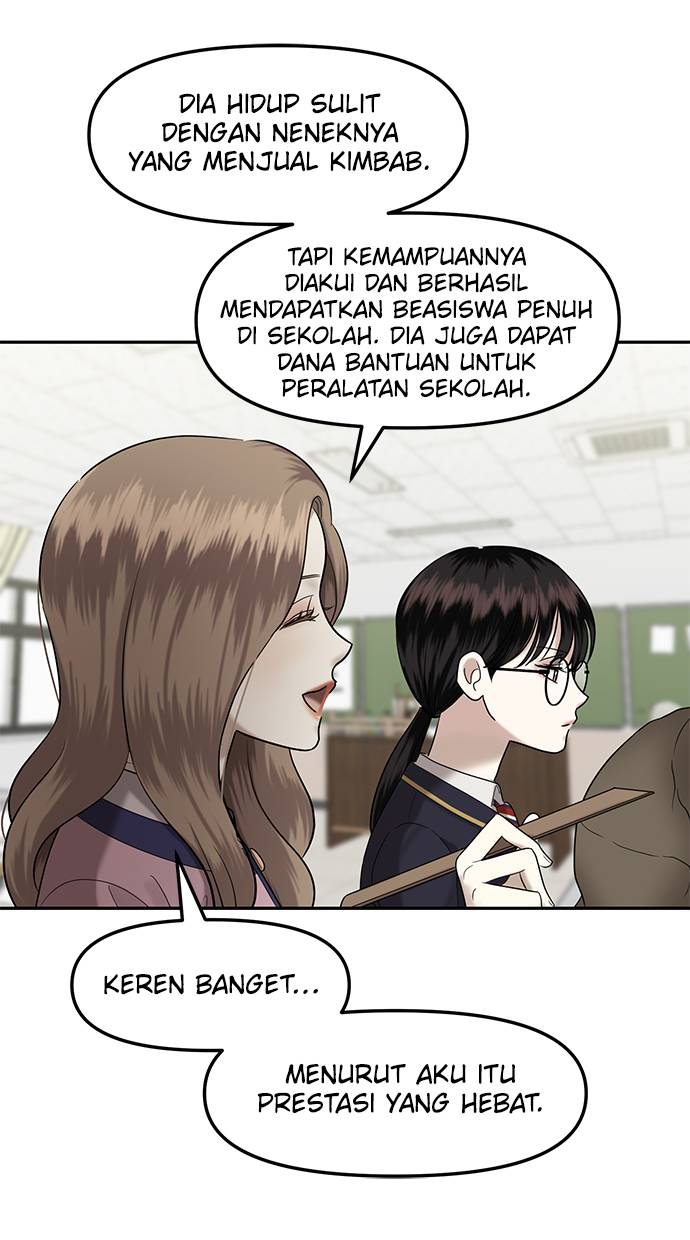 DIA HIDUP SULIT
DENGAN NENEKNYA
YANG MENJUAL KIMBAB.
TAPI KEMAMPUANNYA
DIAKUI DAN BERHASIL
MENDAPATKAN BEASISWA PENUH
DI SEKOLAH. DIA JUGA DAPAT
DANA BANTUAN UNTUK
PERALATAN SEKOLAH.
KEREN BANGET...
MENURUT AKU ITU
PRESTASI YANG HEBAT.